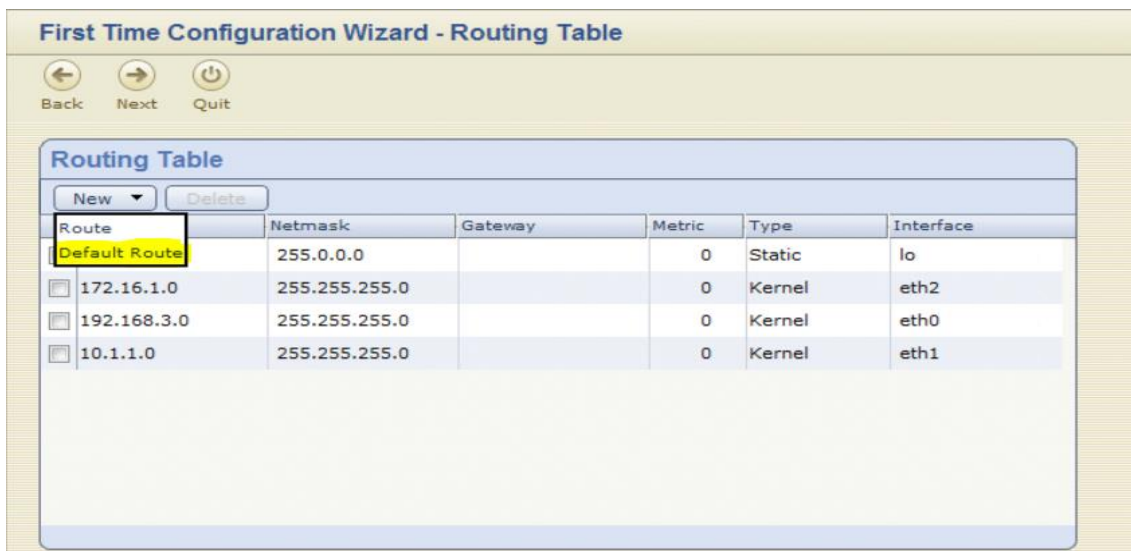 First Time Configuration Wizard - Routing Table
Back Next Quit
Routing Table
New Delete
Route Netmask Gateway Metric Type Interface
Default Route 255.0.0.0 0 Static lo
172.16.1.0 255.255.255.0 0 Kernel eth2
192.168.3.0 255.255.255.0 0 Kernel eth0
10.1.1.0 255.255.255.0 0 Kernel eth1